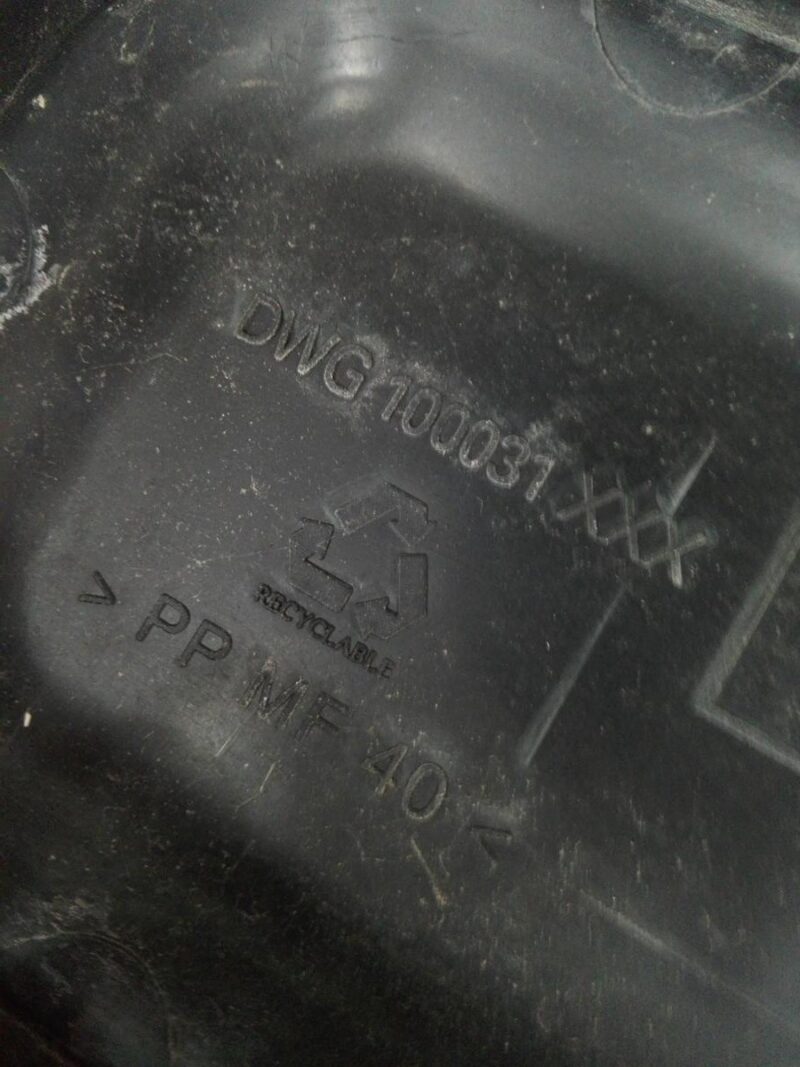 DWG 100031 XXX
RECYCLABLE
> PP MF 40 <